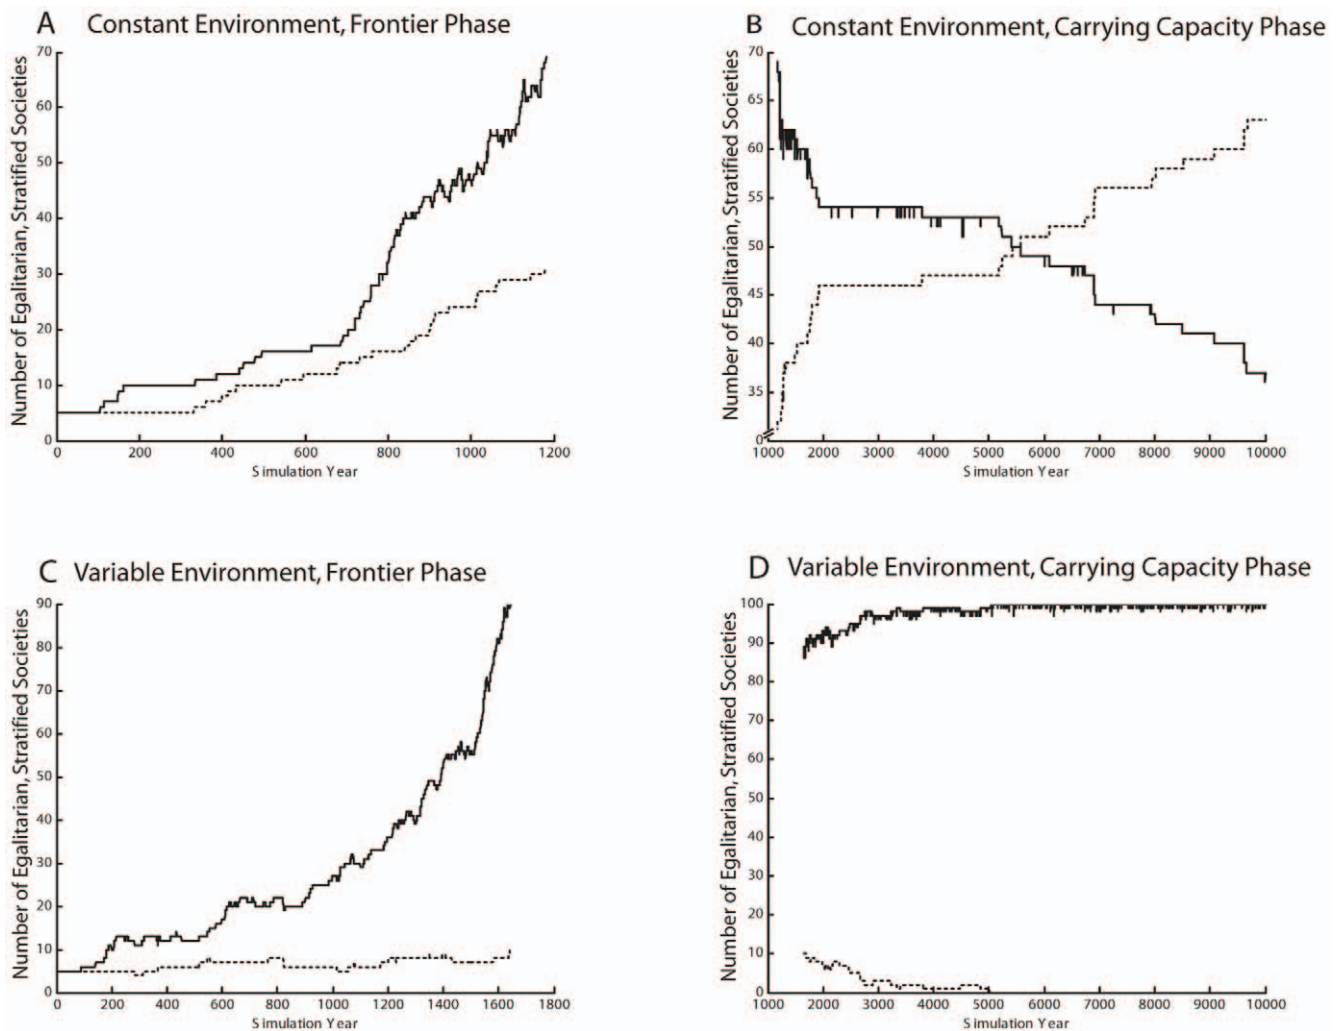 A Constant Environment, Frontier Phase
Number of Egalitarian, Stratified Societies
70
60
50
40
30
20
10
0
0 200 400 600 800 1000 1200
Simulation Year
B Constant Environment, Carrying Capacity Phase
Number of Egalitarian, Stratified Societies
70
65
60
55
50
45
40
35
0
1000 2000 3000 4000 5000 6000 7000 8000 9000 10000
Simulation Year
C Variable Environment, Frontier Phase
Number of Egalitarian, Stratified Societies
90
80
70
60
50
40
30
20
10
0
0 200 400 600 800 1000 1200 1400 1600 1800
Simulation Year
D Variable Environment, Carrying Capacity Phase
Number of Egalitarian, Stratified Societies
100
90
80
70
60
50
40
30
20
10
0
1000 2000 3000 4000 5000 6000 7000 8000 9000 10000
Simulation Year